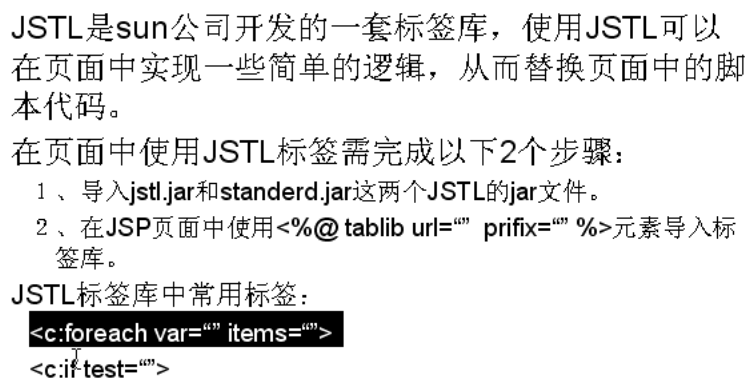 JSTL是sun公司开发的一套标签库，使用JSTL可以
在页面中实现一些简单的逻辑，从而替换页面中的脚
本代码。
在页面中使用JSTL标签需完成以下2个步骤：
1、导入jstl.jar和standerd.jar这两个JSTL的jar文件。
2、在JSP页面中使用<%@ tablib url=“” prifix=“” %>元素导入标
签库。
JSTL标签库中常用标签：
<c:foreach var=“” items=“”>
<c:if test=“”>